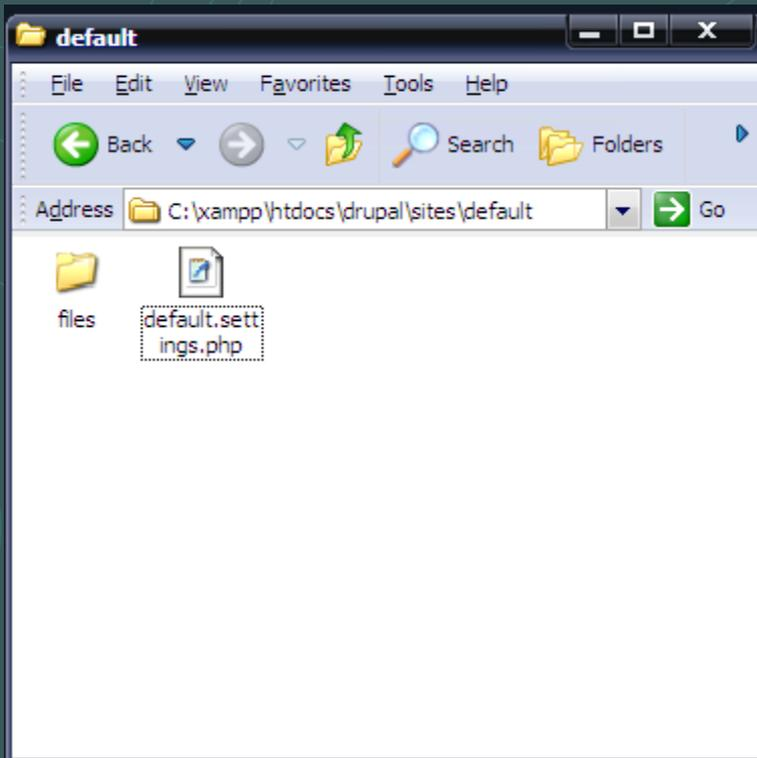 default
File Edit View Favorites Tools Help
Back Search Folders
Address C:\xampp\htdocs\drupal\sites\default Go
files
default.sett
ings.php